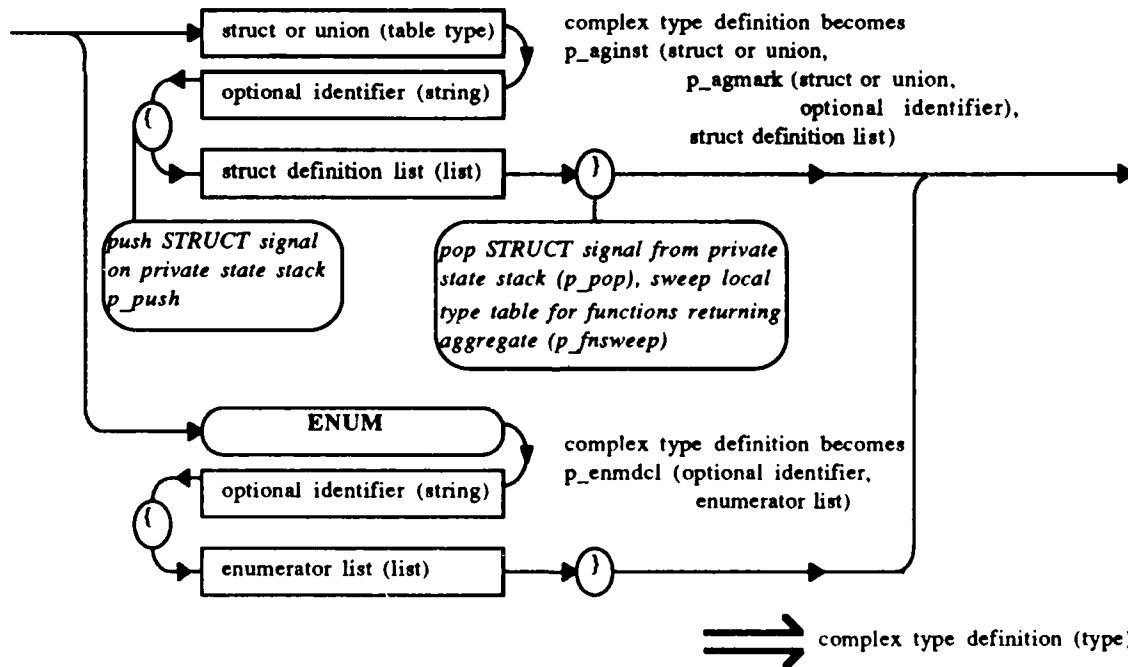 struct or union (table type)
optional identifier (string)
{
struct definition list (list)
}
complex type definition becomes
p_aginst (struct or union,
p_agmark (struct or union,
optional identifier),
struct definition list)
push STRUCT signal
on private state stack
p_push
pop STRUCT signal from private
state stack (p_pop), sweep local
type table for functions returning
aggregate (p_fnsweep)
ENUM
optional identifier (string)
{
enumerator list (list)
}
complex type definition becomes
p_enmdcl (optional identifier,
enumerator list)
complex type definition (type)